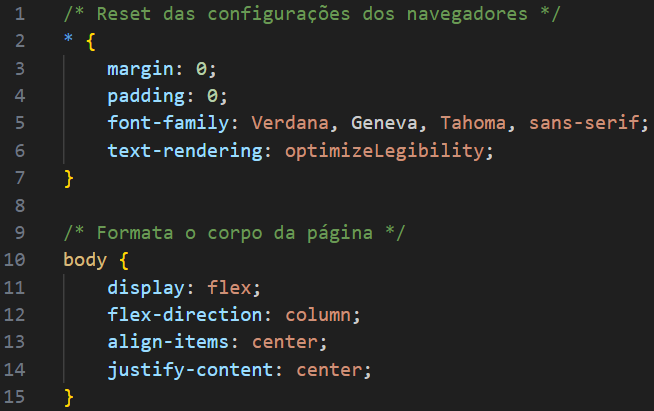 1 /* Reset das configurações dos navegadores */
2 * {
3     margin: 0;
4     padding: 0;
5     font-family: Verdana, Geneva, Tahoma, sans-serif;
6     text-rendering: optimizeLegibility;
7 }
8
9 /* Formata o corpo da página */
10 body {
11     display: flex;
12     flex-direction: column;
13     align-items: center;
14     justify-content: center;
15 }